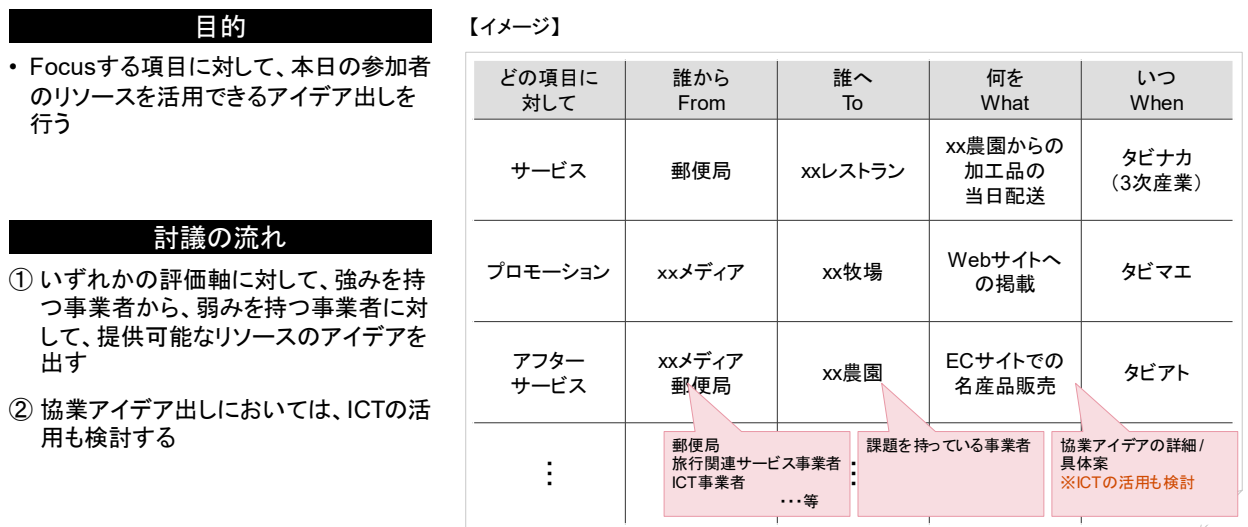 目的
• Focusする項目に対して、本日の参加者
のリソースを活用できるアイデア出しを
行う
討議の流れ
① いずれかの評価軸に対して、強みを持
つ事業者から、弱みを持つ事業者に対
して、提供可能なリソースのアイデアを
出す
② 協業アイデア出しにおいては、ICTの活
用も検討する
【イメージ】
どの項目に
対して
誰から
From
誰へ
To
何を
What
いつ
When
サービス
郵便局
xxレストラン
xx農園からの
加工品の
当日配送
タビナカ
（3次産業）
プロモーション
xxメディア
xx牧場
Webサイトへ
の掲載
タビマエ
アフター
サービス
xxメディア
郵便局
xx農園
ECサイトでの
名産品販売
タビアト
⋮
郵便局
旅行関連サービス事業者
ICT事業者
・・・等
課題を持っている事業者
⋮
協業アイデアの詳細/
具体案
※ICTの活用も検討